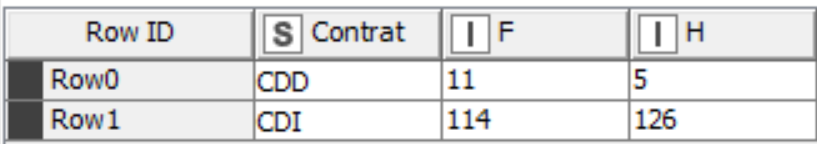 Row ID S Contrat I F I H
Row0 CDD 11 5
Row1 CDI 114 126